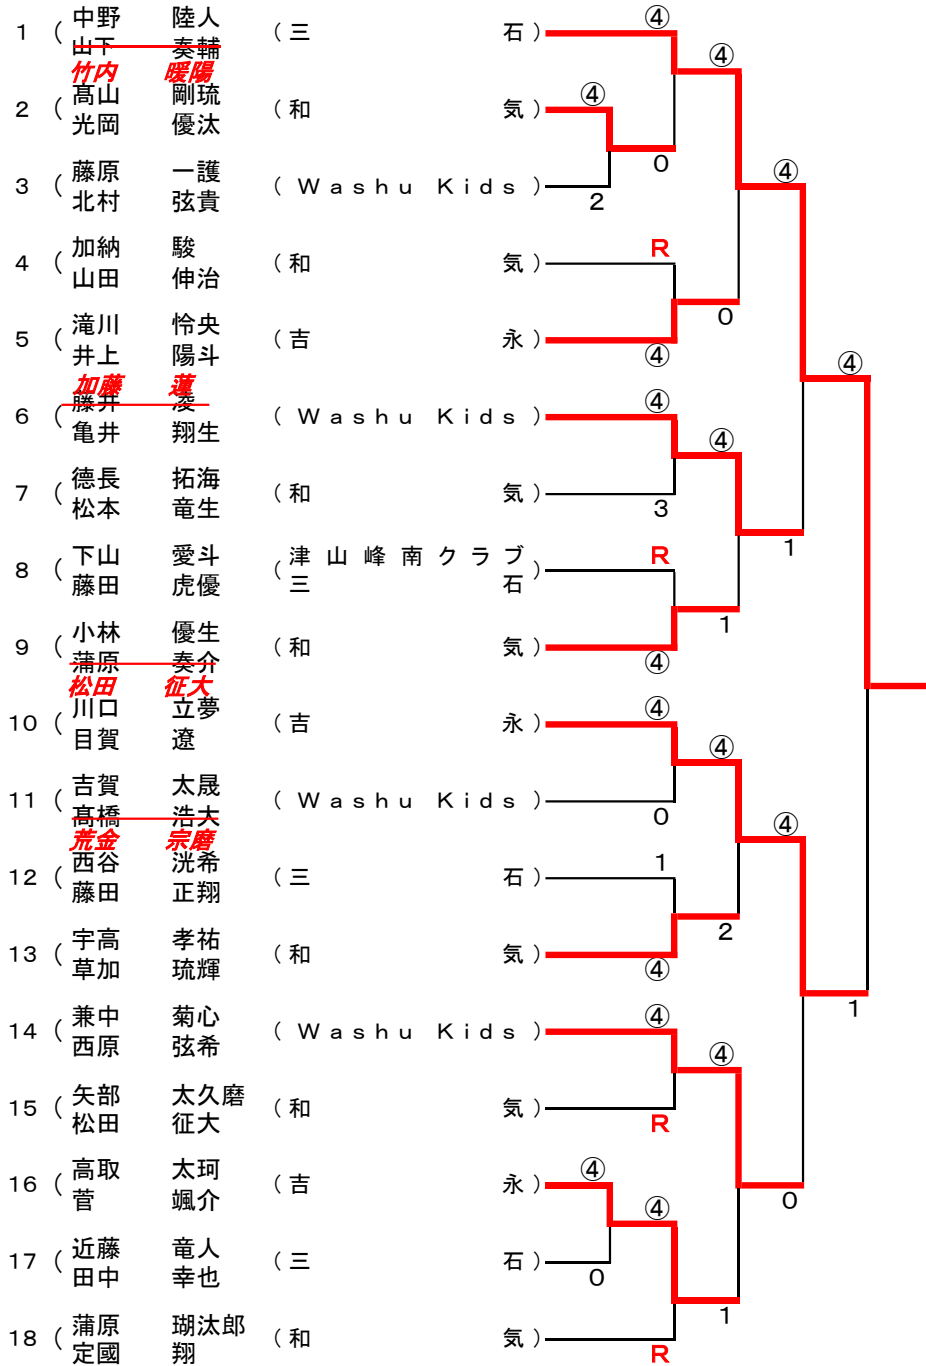 中野 陸人
1 ( 山下 奏輔 ( 三 石 ) ④
竹内 暖陽 ④
髙山 剛琉
2 ( 光岡 優汰 ( 和 気 ) ④
0
藤原 一護
3 ( 北村 弦貴 ( Washu Kids ) 2
④
加納 駿
4 ( 山田 伸治 ( 和 気 ) R
0
滝川 怜央
5 ( 井上 陽斗 ( 吉 永 ) ④
④
加藤 蓮
藤井 凌
6 ( 亀井 翔生 ( Washu Kids ) ④
④
德長 拓海
7 ( 松本 竜生 ( 和 気 ) 3
1
下山 愛斗 津山峰南クラブ
8 ( 藤田 虎優 ( 三 石 ) R
1
小林 優生
9 ( 蒲原 奏介 ( 和 気 ) ④
松田 征大
川口 立夢
10 ( 目賀 遼 ( 吉 永 ) ④
④
吉賀 太晟
11 ( 髙橋 浩大 ( Washu Kids ) 0
荒金 宗磨 ④
西谷 洸希
12 ( 藤田 正翔 ( 三 石 ) 1
2
宇高 孝祐
13 ( 草加 琉輝 ( 和 気 ) ④
1
兼中 菊心
14 ( 西原 弦希 ( Washu Kids ) ④
④
矢部 太久磨
15 ( 松田 征大 ( 和 気 ) R
高取 太珂
16 ( 菅 颯介 ( 吉 永 ) ④
0
④
近藤 竜人
17 ( 田中 幸也 ( 三 石 ) 0
1
蒲原 瑚汰郎
18 ( 定國 翔 ( 和 気 ) R